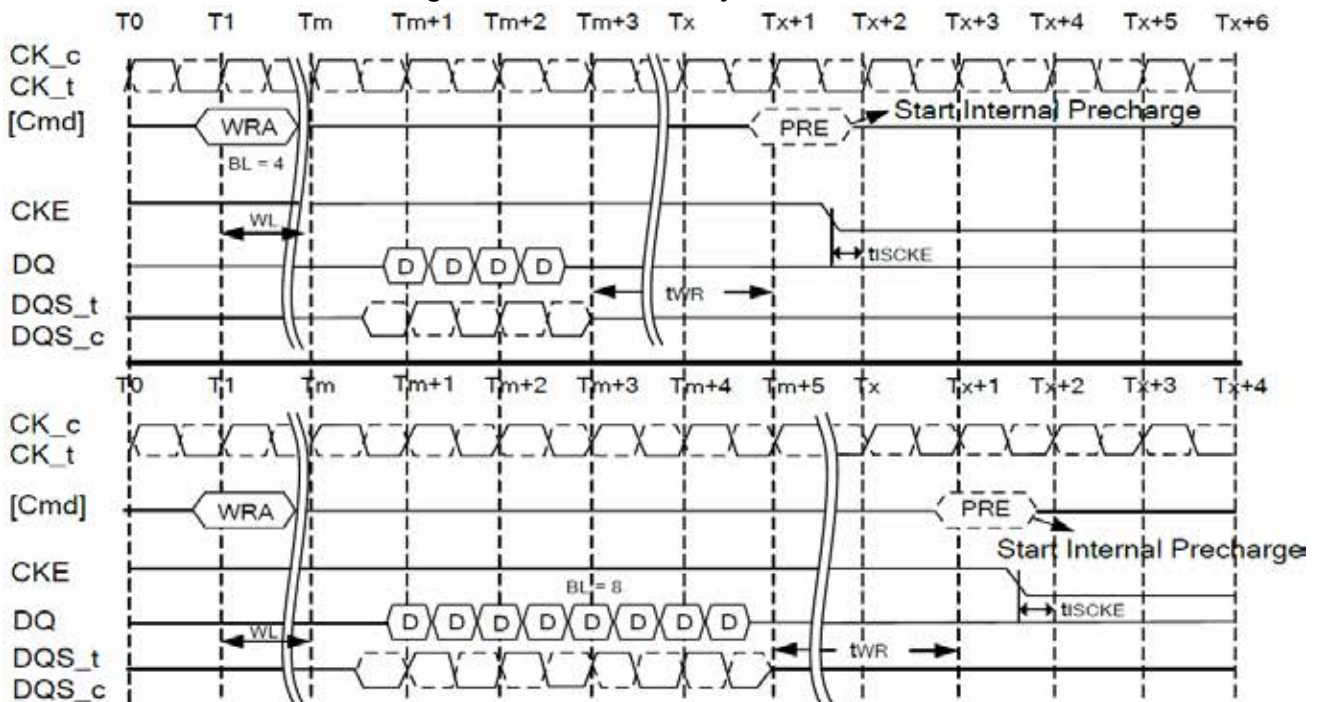 T0 T1 Tm Tm+1 Tm+2 Tm+3 Tx Tx+1 Tx+2 Tx+3 Tx+4 Tx+5 Tx+6
CK_c
CK_t
[Cmd] WRA PRE Start Internal Precharge
BL = 4
CKE
WL
tISCKE
DQ D D D D
tWR
DQS_t
DQS_c
T0 T1 Tm Tm+1 Tm+2 Tm+3 Tm+4 Tm+5 Tx Tx+1 Tx+2 Tx+3 Tx+4
CK_c
CK_t
[Cmd] WRA PRE
Start Internal Precharge
CKE
BL = 8
tISCKE
DQ D D D D D D D D
WL
tWR
DQS_t
DQS_c